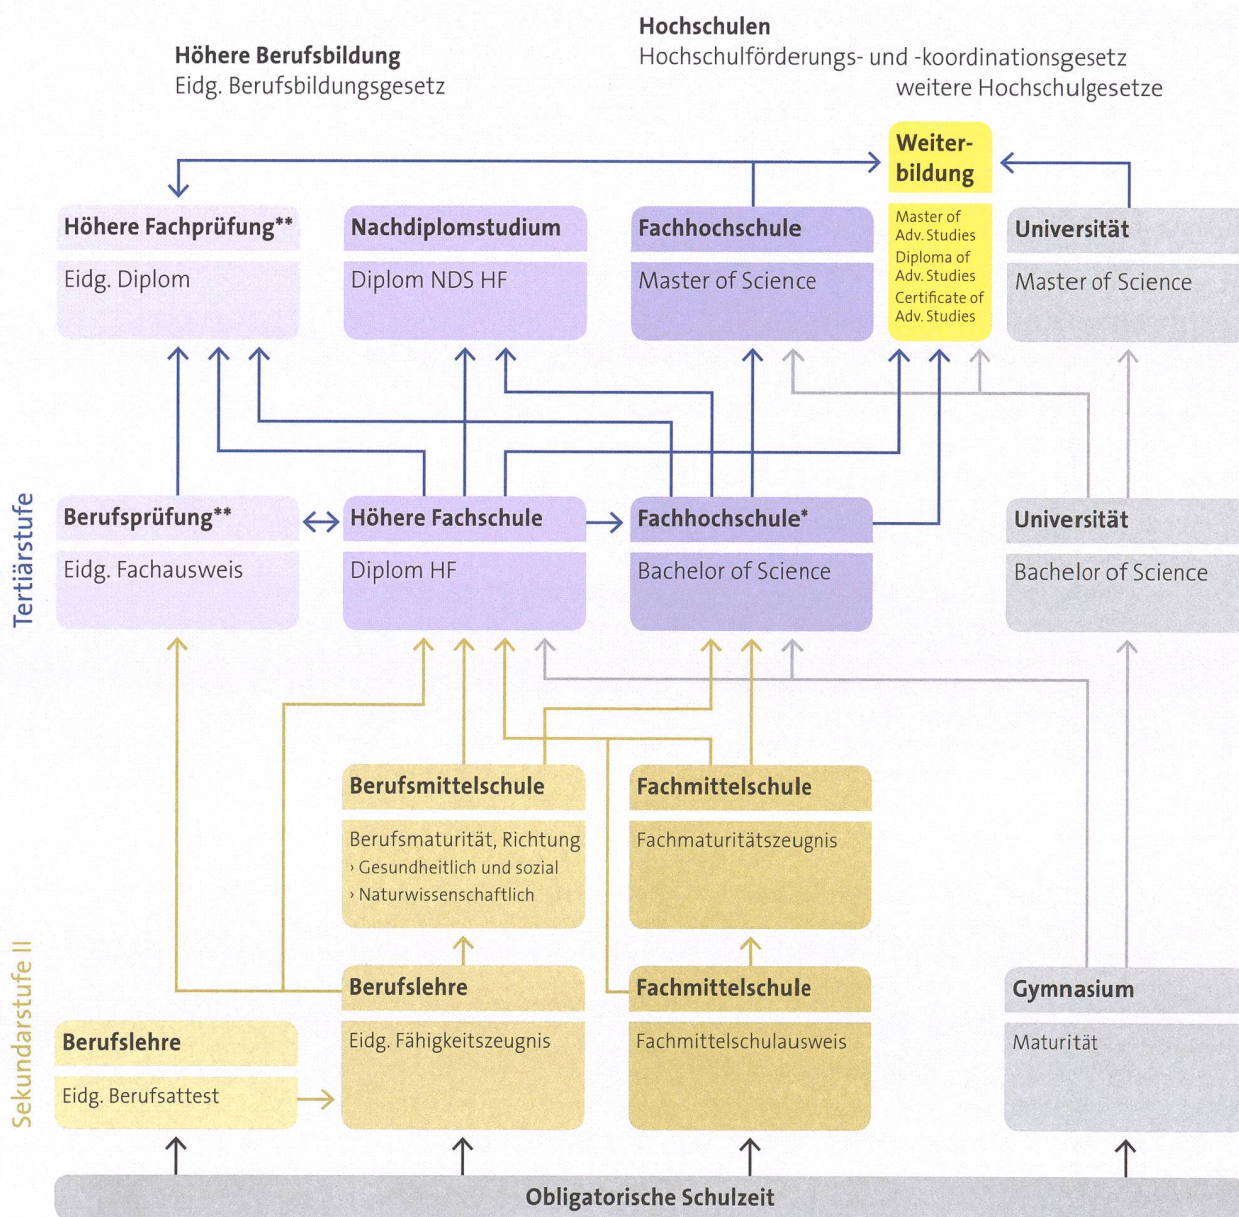 Höhere Berufsbildung
Eidg. Berufsbildungsgesetz
Hochschulen
Hochschulförderungs- und -koordinationsgesetz
weitere Hochschulgesetze
Höhere Fachprüfung**
Eidg. Diplom
Nachdiplomstudium
Diplom NDS HF
Fachhochschule
Master of Science
Weiter-
bildung
Master of
Adv. Studies
Diploma of
Adv. Studies
Certificate of
Adv. Studies
Universität
Master of Science
Tertiärstufe
Berufsprüfung**
Eidg. Fachausweis
Höhere Fachschule
Diplom HF
Fachhochschule*
Bachelor of Science
Universität
Bachelor of Science
Sekundarstufe II
Berufsmittelschule
Berufsmaturität, Richtung
› Gesundheitlich und sozial
› Naturwissenschaftlich
Fachmittelschule
Fachmaturitätszeugnis
Berufslehre
Eidg. Berufsattest
Berufslehre
Eidg. Fähigkeitszeugnis
Fachmittelschule
Fachmittelschulausweis
Gymnasium
Maturität
Obligatorische Schulzeit